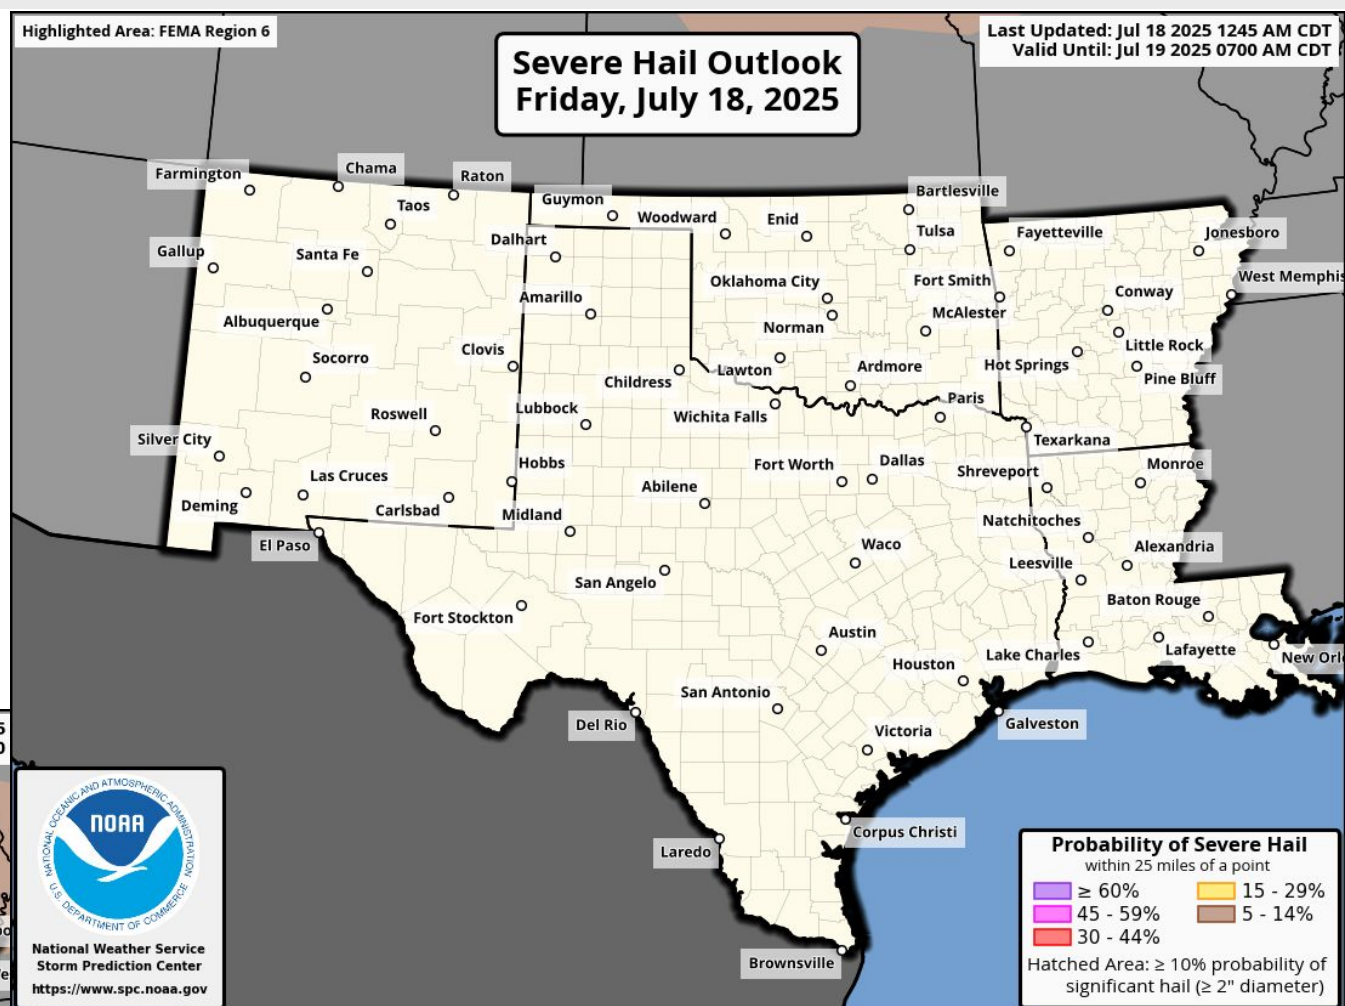 Highlighted Area: FEMA Region 6
Severe Hail Outlook
Friday, July 18, 2025
Last Updated: Jul 18 2025 1245 AM CDT
Valid Until: Jul 19 2025 0700 AM CDT
Farmington
Chama
Raton
Taos
Guymon
Woodward
Enid
Bartlesville
Tulsa
Fayetteville
Jonesboro
Gallup
Santa Fe
Dalhart
Oklahoma City
Fort Smith
West Memphis
Albuquerque
Amarillo
Norman
McAlester
Conway
Little Rock
Socorro
Clovis
Childress
Lawton
Ardmore
Hot Springs
Pine Bluff
Roswell
Lubbock
Wichita Falls
Paris
Texarkana
Silver City
Las Cruces
Hobbs
Abilene
Fort Worth
Dallas
Shreveport
Monroe
Deming
Carlsbad
Midland
Natchitoches
El Paso
San Angelo
Waco
Leesville
Alexandria
Fort Stockton
Austin
Baton Rouge
Houston
Lake Charles
Lafayette
New Orl
San Antonio
Del Rio
Victoria
Galveston
Laredo
Corpus Christi
Brownsville
5
0
NATIONAL OCEANIC AND ATMOSPHERIC ADMINISTRATION
NOAA
U.S. DEPARTMENT OF COMMERCE
National Weather Service
Storm Prediction Center
https://www.spc.noaa.gov
Probability of Severe Hail
within 25 miles of a point
≥ 60%
15 - 29%
45 - 59%
5 - 14%
30 - 44%
Hatched Area: ≥ 10% probability of
significant hail (≥ 2" diameter)